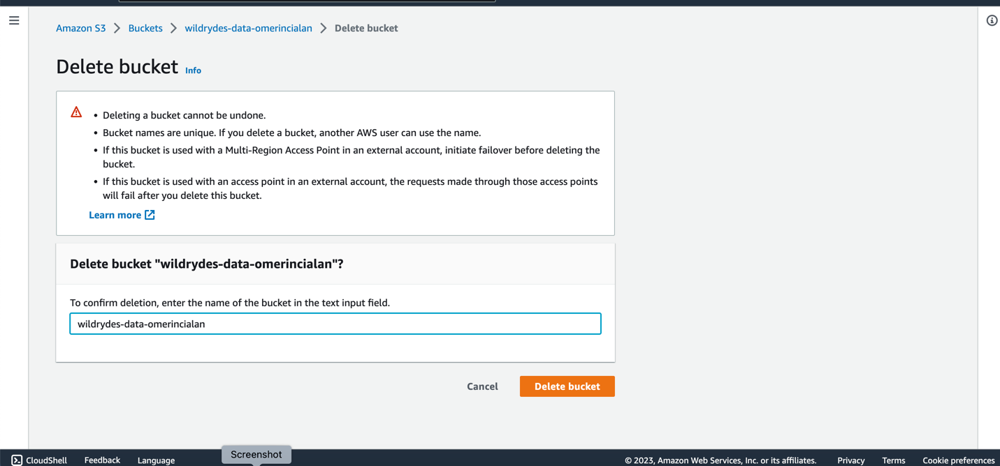 Amazon S3 > Buckets > wildrydes-data-omerincialan > Delete bucket
Delete bucket Info
• Deleting a bucket cannot be undone.
• Bucket names are unique. If you delete a bucket, another AWS user can use the name.
• If this bucket is used with a Multi-Region Access Point in an external account, initiate failover before deleting the
bucket.
• If this bucket is used with an access point in an external account, the requests made through those access points
will fail after you delete this bucket.
Learn more
Delete bucket "wildrydes-data-omerincialan"?
To confirm deletion, enter the name of the bucket in the text input field.
wildrydes-data-omerincialan
Cancel Delete bucket
Screenshot
CloudShell Feedback Language © 2023, Amazon Web Services, Inc. or its affiliates. Privacy Terms Cookie preferences